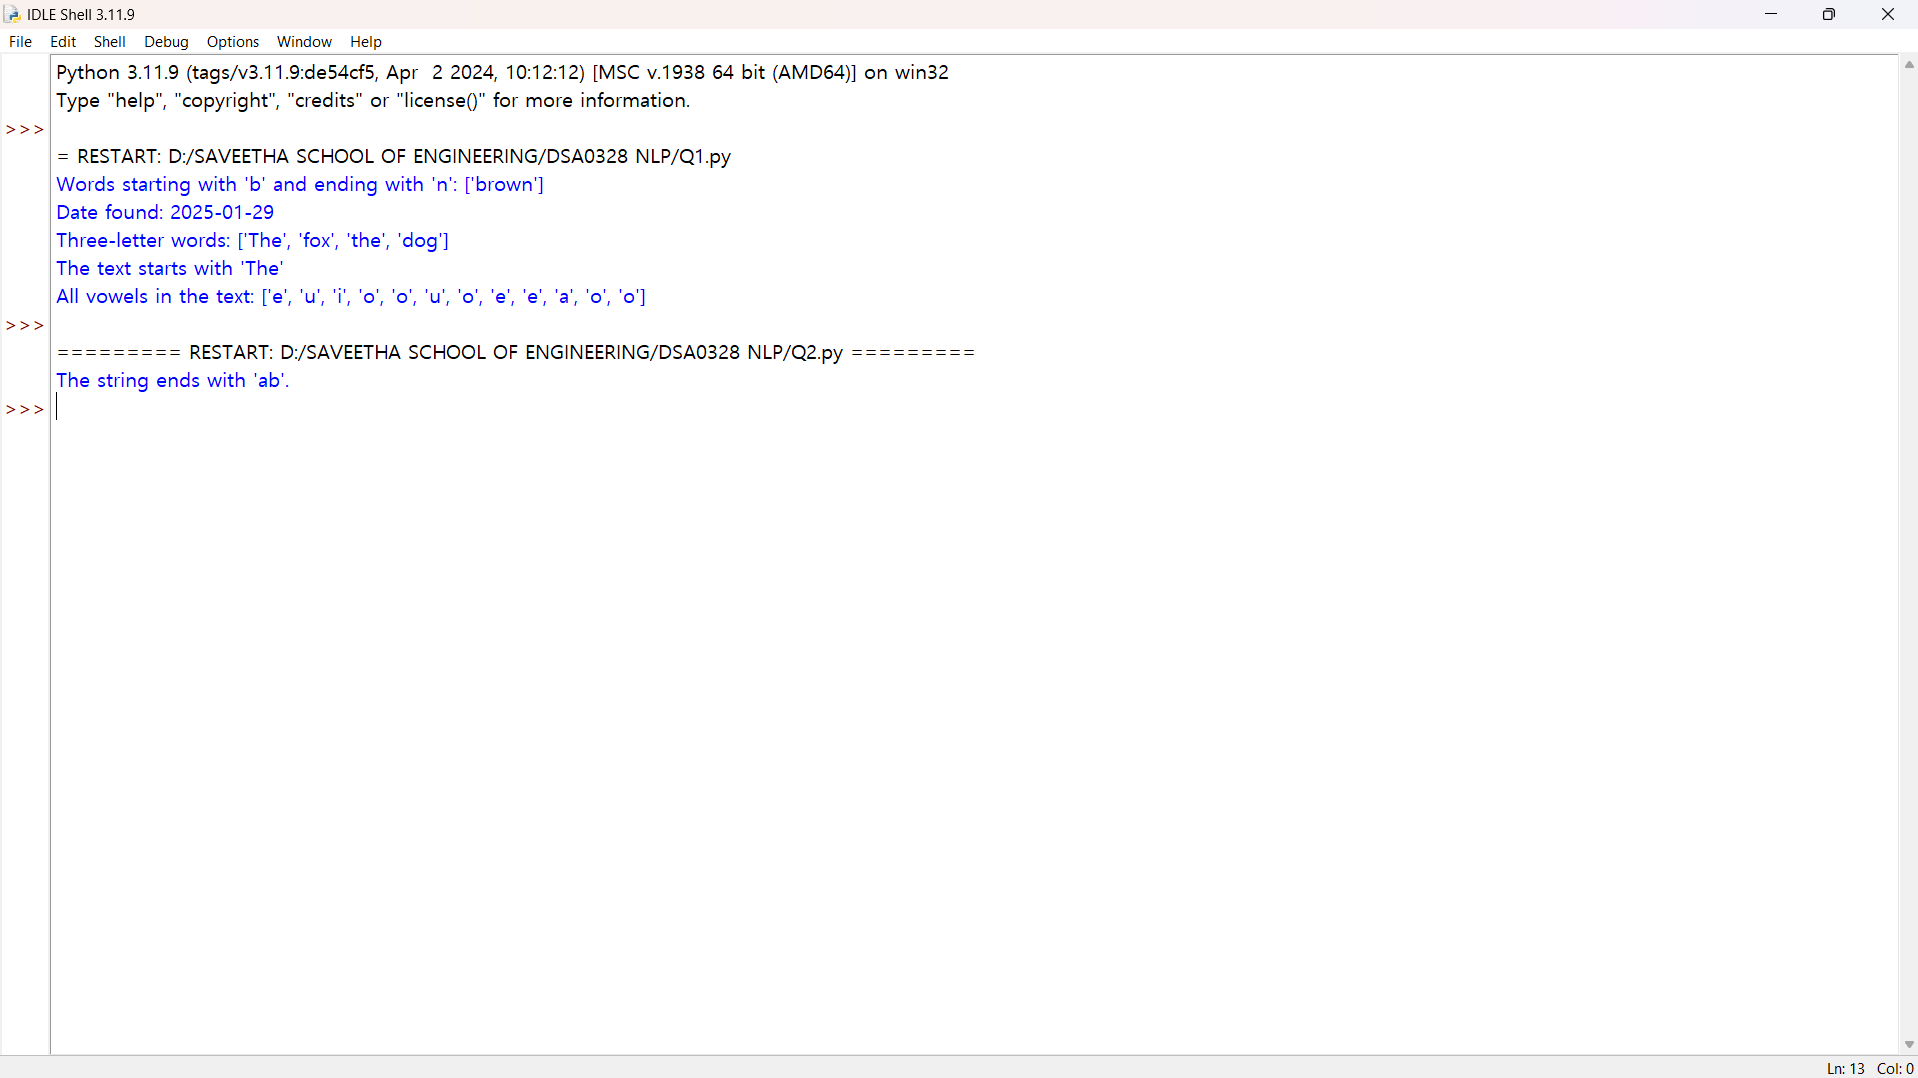 IDLE Shell 3.11.9
File Edit Shell Debug Options Window Help
Python 3.11.9 (tags/v3.11.9:de54cf5, Apr  2 2024, 10:12:12) [MSC v.1938 64 bit (AMD64)] on win32
Type "help", "copyright", "credits" or "license()" for more information.
>>>
= RESTART: D:/SAVEETHA SCHOOL OF ENGINEERING/DSA0328 NLP/Q1.py
Words starting with 'b' and ending with 'n': ['brown']
Date found: 2025-01-29
Three-letter words: ['The', 'fox', 'the', 'dog']
The text starts with 'The'
All vowels in the text: ['e', 'u', 'i', 'o', 'o', 'u', 'o', 'e', 'e', 'a', 'o', 'o']
>>>
========= RESTART: D:/SAVEETHA SCHOOL OF ENGINEERING/DSA0328 NLP/Q2.py =========
The string ends with 'ab'.
>>>
Ln: 13 Col: 0